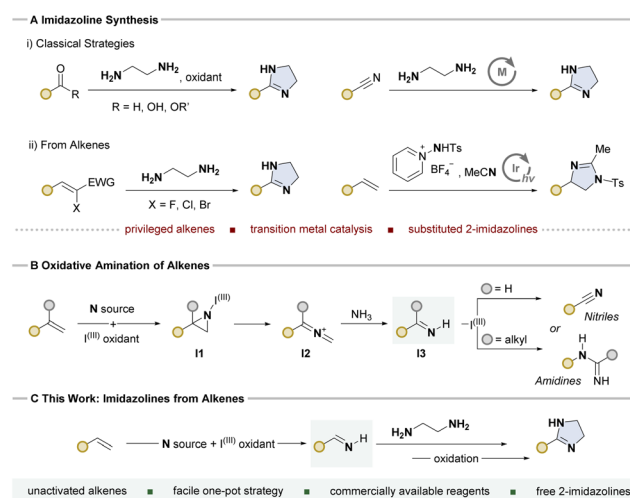 A Imidazoline Synthesis
i) Classical Strategies
O
R
H2N NH2 , oxidant
R = H, OH, OR'
HN
N
N
H2N NH2
M
HN
N
ii) From Alkenes
EWG
X
H2N NH2
X = F, Cl, Br
HN
N
N+ NHTs
BF4− , MeCN
Ir
hν
Me
N
N Ts
privileged alkenes ■ transition metal catalysis ■ substituted 2-imidazolines
B Oxidative Amination of Alkenes
N source
+
I(III) oxidant
I(III)
N
I1
N+
I2
NH3
H
N
I3
−I(III)
= H
N
Nitriles
or
= alkyl
H
N
NH
Amidines
C This Work: Imidazolines from Alkenes
N source + I(III) oxidant
H
N
H2N NH2
oxidation
HN
N
unactivated alkenes ■ facile one-pot strategy ■ commercially available reagents ■ free 2-imidazolines